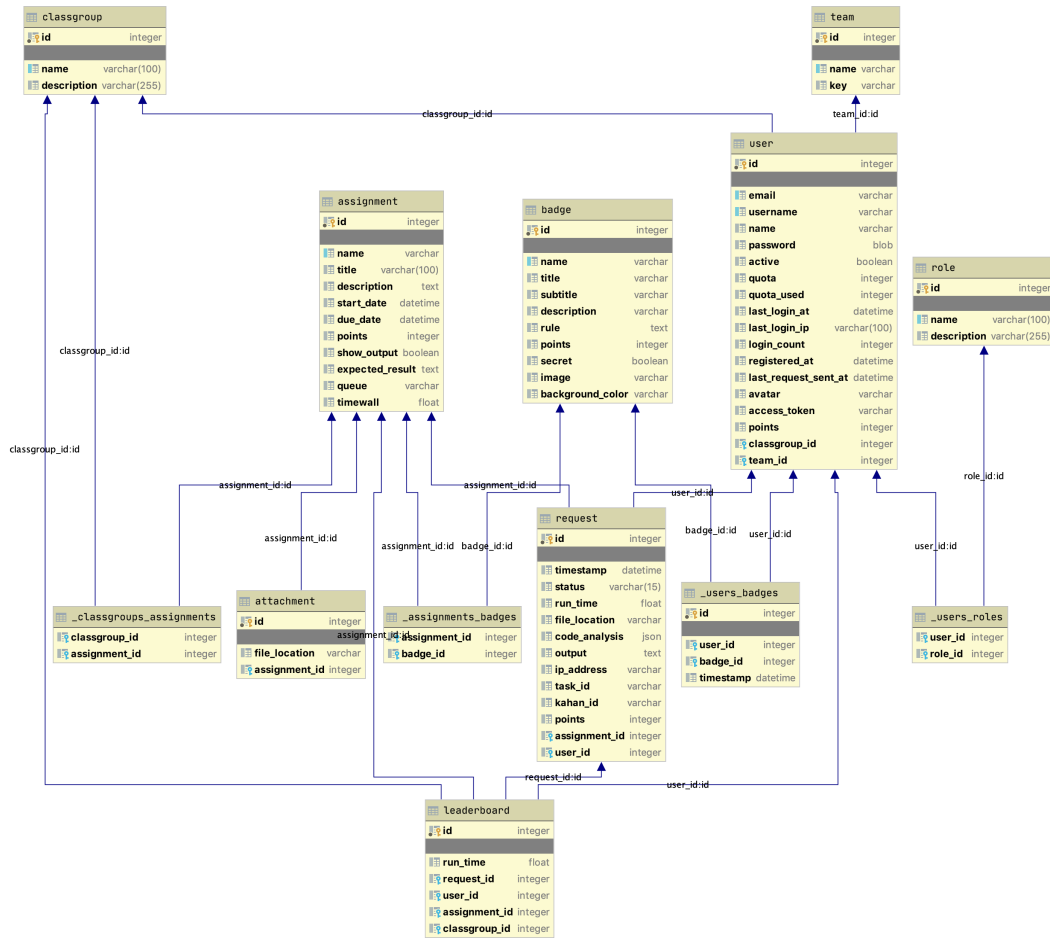 classgroup
id integer
name varchar(100)
description varchar(255)
team
id integer
name varchar
key varchar
classgroup_id:id
team_id:id
user
id integer
email varchar
username varchar
name varchar
password blob
active boolean
quota integer
quota_used integer
last_login_at datetime
last_login_ip varchar(100)
login_count integer
registered_at datetime
last_request_sent_at datetime
avatar varchar
access_token varchar
points integer
classgroup_id integer
team_id integer
assignment
id integer
name varchar
title varchar(100)
description text
start_date datetime
due_date datetime
points integer
show_output boolean
expected_result text
queue varchar
timewall float
badge
id integer
name varchar
title varchar
subtitle varchar
description varchar
rule text
points integer
secret boolean
image varchar
background_color varchar
role
id integer
name varchar(100)
description varchar(255)
classgroup_id:id
classgroup_id:id
assignment_id:id
assignment_id:id
user_id:id
role_id:id
assignment_id:id
assignment_id:id
badge_id:id
badge_id:id
user_id:id
user_id:id
request
id integer
timestamp datetime
status varchar(15)
run_time float
file_location varchar
code_analysis json
output text
ip_address varchar
task_id varchar
kahan_id varchar
points integer
assignment_id integer
user_id integer
_users_badges
id integer
user_id integer
badge_id integer
timestamp datetime
_classgroups_assignments
classgroup_id integer
assignment_id integer
attachment
id integer
file_location varchar
assignment_id integer
assignment_id:id
_assignments_badges
assignment_id integer
badge_id integer
_users_roles
user_id integer
role_id integer
request_id:id
user_id:id
leaderboard
id integer
run_time float
request_id integer
user_id integer
assignment_id integer
classgroup_id integer